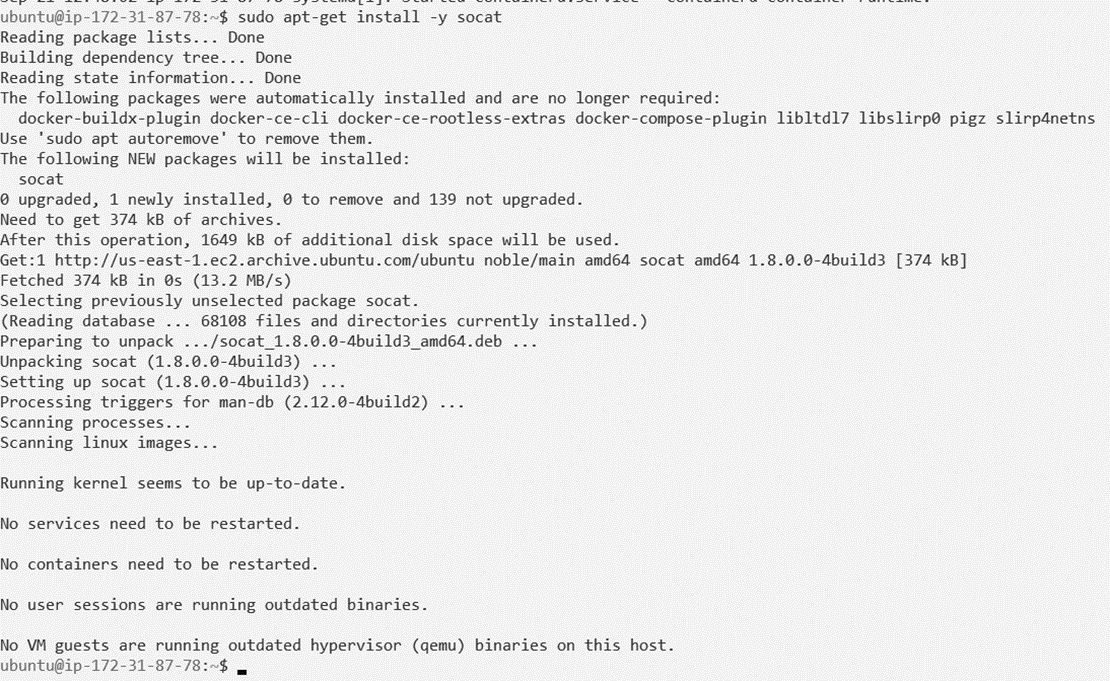 ubuntu@ip-172-31-87-78:~$ sudo apt-get install -y socat
Reading package lists... Done
Building dependency tree... Done
Reading state information... Done
The following packages were automatically installed and are no longer required:
  docker-buildx-plugin docker-ce-cli docker-ce-rootless-extras docker-compose-plugin libltdl7 libslirp0 pigz slirp4netns
Use 'sudo apt autoremove' to remove them.
The following NEW packages will be installed:
  socat
0 upgraded, 1 newly installed, 0 to remove and 139 not upgraded.
Need to get 374 kB of archives.
After this operation, 1649 kB of additional disk space will be used.
Get:1 http://us-east-1.ec2.archive.ubuntu.com/ubuntu noble/main amd64 socat amd64 1.8.0.0-4build3 [374 kB]
Fetched 374 kB in 0s (13.2 MB/s)
Selecting previously unselected package socat.
(Reading database ... 68108 files and directories currently installed.)
Preparing to unpack .../socat_1.8.0.0-4build3_amd64.deb ...
Unpacking socat (1.8.0.0-4build3) ...
Setting up socat (1.8.0.0-4build3) ...
Processing triggers for man-db (2.12.0-4build2) ...
Scanning processes...
Scanning linux images...

Running kernel seems to be up-to-date.

No services need to be restarted.

No containers need to be restarted.

No user sessions are running outdated binaries.

No VM guests are running outdated hypervisor (qemu) binaries on this host.
ubuntu@ip-172-31-87-78:~$